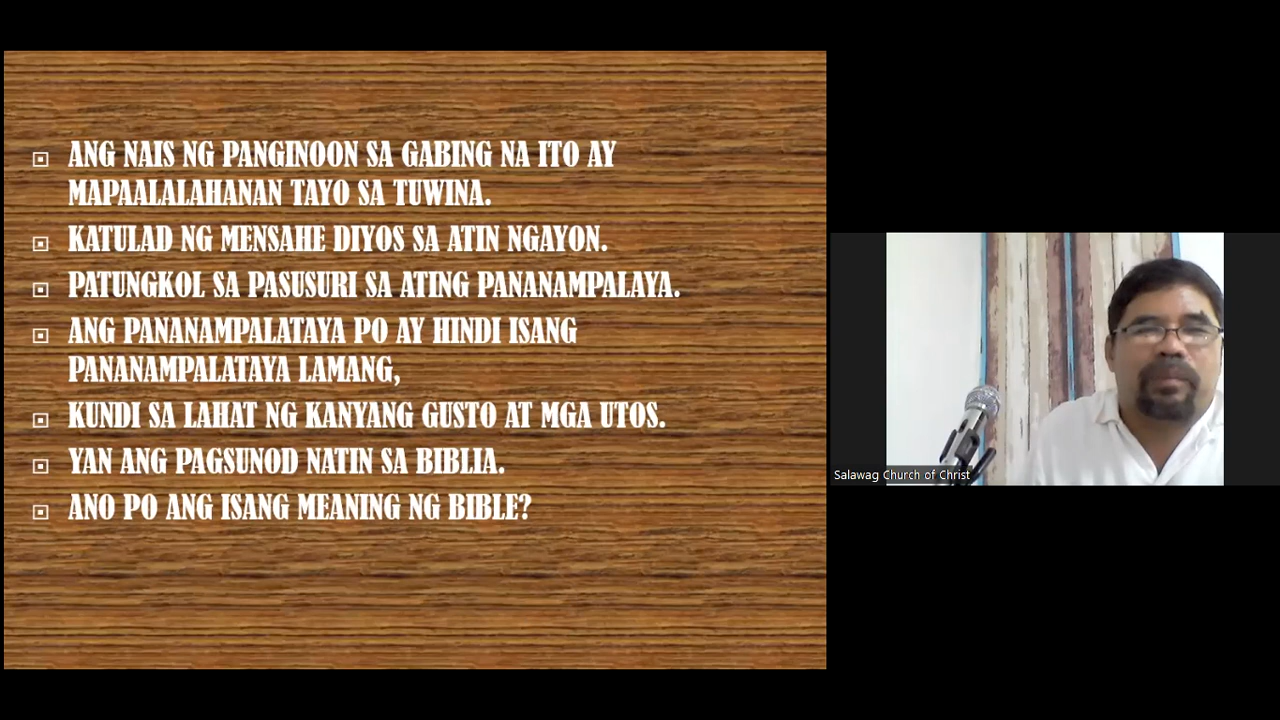 ANG NAIS NG PANGINOON SA GABING NA ITO AY
MAPAALALAHANAN TAYO SA TUWINA.
KATULAD NG MENSAHE DIYOS SA ATIN NGAYON.
PATUNGKOL SA PASUSURI SA ATING PANANAMPALAYA.
ANG PANANAMPALATAYA PO AY HINDI ISANG
PANANAMPALATAYA LAMANG,
KUNDI SA LAHAT NG KANYANG GUSTO AT MGA UTOS.
YAN ANG PAGSUNOD NATIN SA BIBLIA.
ANO PO ANG ISANG MEANING NG BIBLE?
Salawag Church of Christ